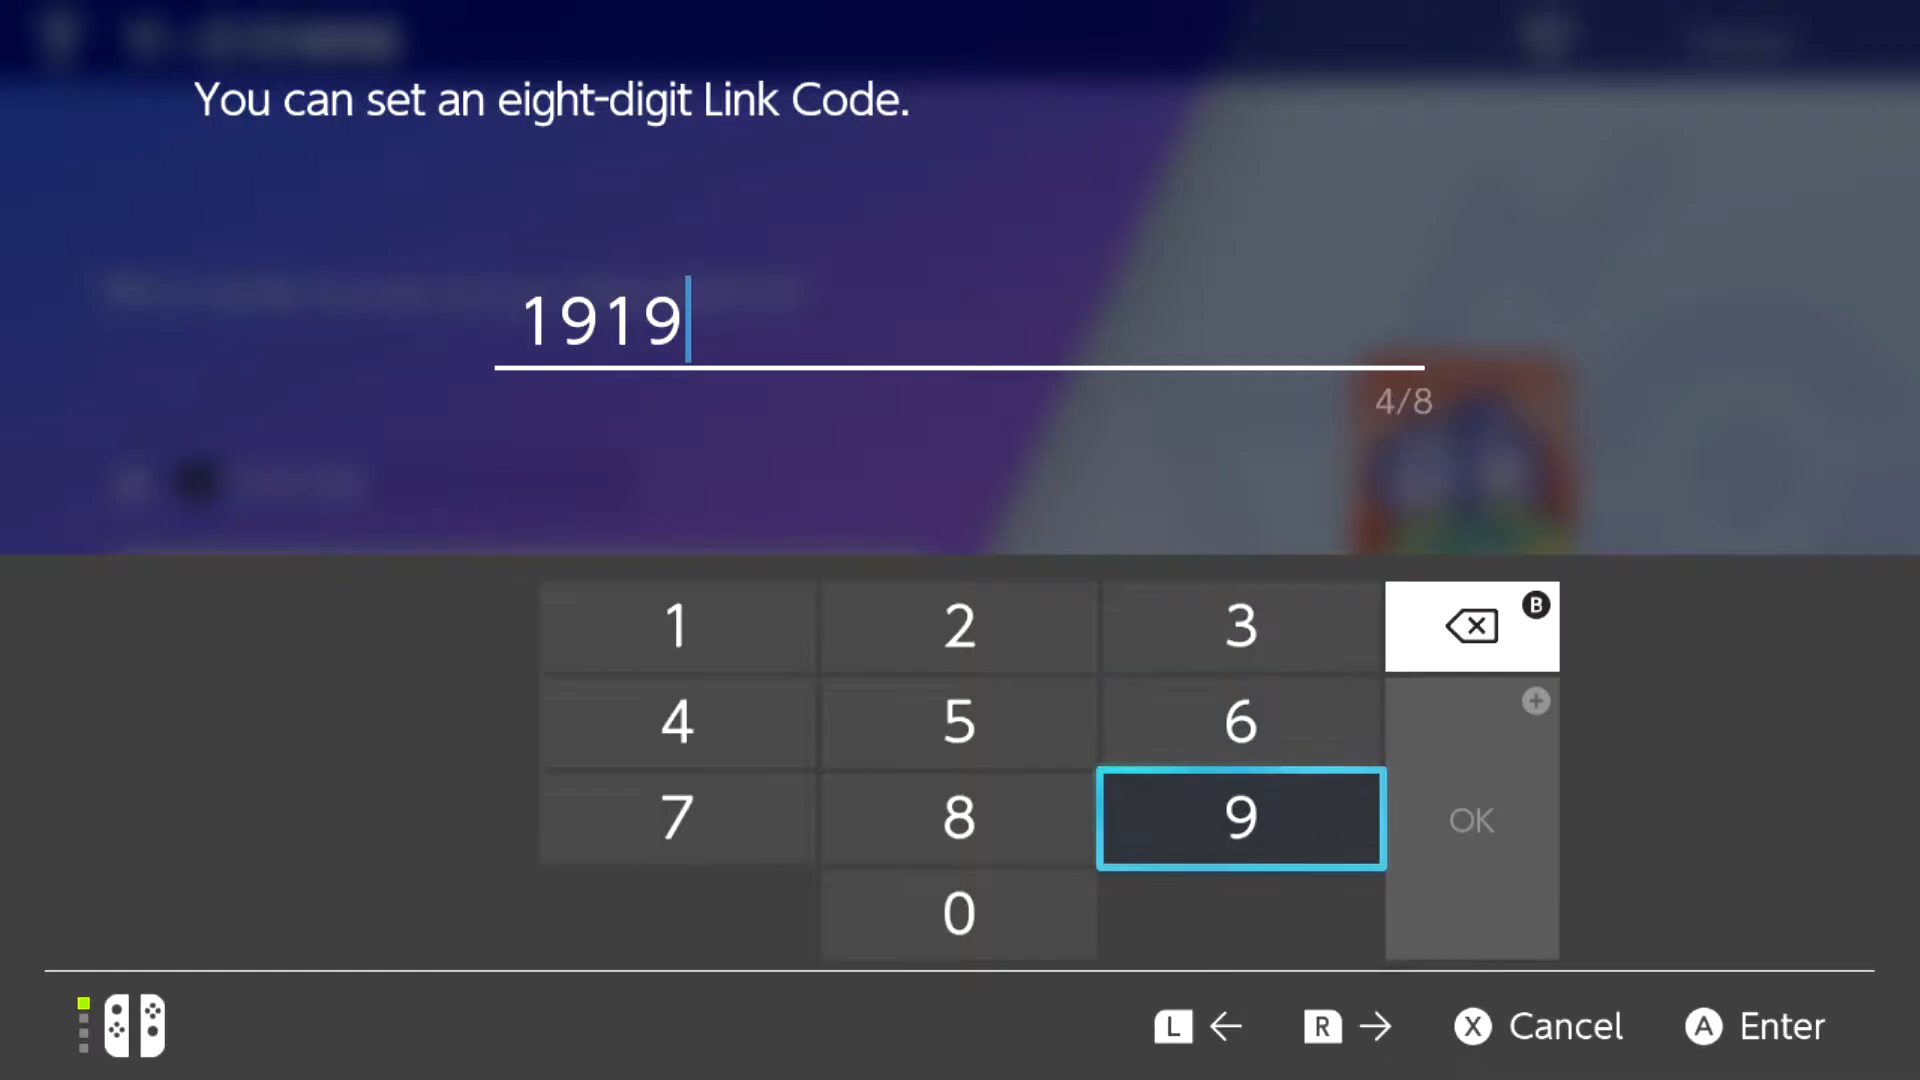 You can set an eight-digit Link Code.
1919
4/8
1 2 3 B
4 5 6 +
7 8 9 OK
0
L ← R → X Cancel A Enter